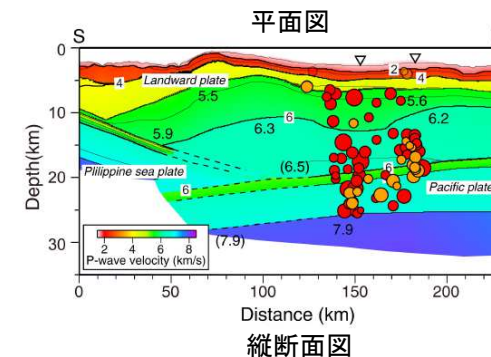 平面図
S
0
10
20
30
Depth(km)
4
Landward plate
2
4
5.5
5.6
5.9
6.3
6
6.2
Plilippine sea plate
(6.5)
6
6
Pacific plate
(7.9)
7.9
2 4 6 8
P-wave velocity (km/s)
0 50 100 150 200
Distance (km)
縦断面図